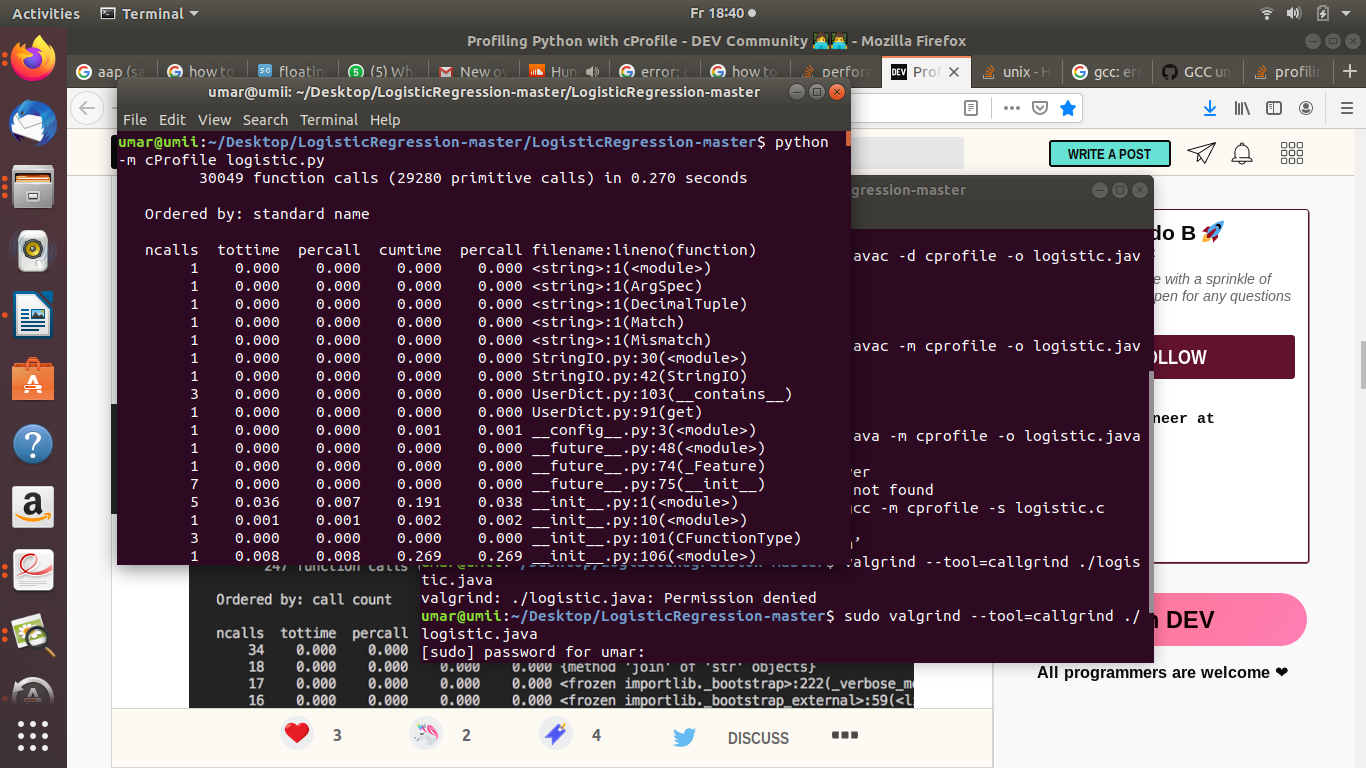 Activities Terminal Fr 18:40
Profiling Python with cProfile - DEV Community - Mozilla Firefox
aap (sa how to floatin (5) Wha New ov Hun error: c how to perfor DEV Prof unix - H gcc: err GCC un profilin
umar@umii: ~/Desktop/LogisticRegression-master/LogisticRegression-master
File Edit View Search Terminal Help
umar@umii:~/Desktop/LogisticRegression-master/LogisticRegression-master$ python
-m cProfile logistic.py
30049 function calls (29280 primitive calls) in 0.270 seconds
Ordered by: standard name
ncalls tottime percall cumtime percall filename:lineno(function)
1 0.000 0.000 0.000 0.000 <string>:1(<module>)
1 0.000 0.000 0.000 0.000 <string>:1(ArgSpec)
1 0.000 0.000 0.000 0.000 <string>:1(DecimalTuple)
1 0.000 0.000 0.000 0.000 <string>:1(Match)
1 0.000 0.000 0.000 0.000 <string>:1(Mismatch)
1 0.000 0.000 0.000 0.000 StringIO.py:30(<module>)
1 0.000 0.000 0.000 0.000 StringIO.py:42(StringIO)
3 0.000 0.000 0.000 0.000 UserDict.py:103(__contains__)
1 0.000 0.000 0.000 0.000 UserDict.py:91(get)
1 0.000 0.000 0.001 0.001 __config__.py:3(<module>)
1 0.000 0.000 0.000 0.000 __future__.py:48(<module>)
1 0.000 0.000 0.000 0.000 __future__.py:74(_Feature)
7 0.000 0.000 0.000 0.000 __future__.py:75(__init__)
5 0.036 0.007 0.191 0.038 __init__.py:1(<module>)
1 0.001 0.001 0.002 0.002 __init__.py:10(<module>)
3 0.000 0.000 0.000 0.000 __init__.py:101(CFunctionType)
1 0.008 0.008 0.269 0.269 __init__.py:106(<module>)
gression-master
avac -d cprofile -o logistic.jav
avac -m cprofile -o logistic.jav
ava -m cprofile -o logistic.java
er
not found
gcc -m cprofile -s logistic.c
valgrind --tool=callgrind ./logis
tic.java
valgrind: ./logistic.java: Permission denied
umar@umii:~/Desktop/LogisticRegression-master$ sudo valgrind --tool=callgrind ./
logistic.java
[sudo] password for umar:
WRITE A POST
do B
e with a sprinkle of
pen for any questions
OLLOW
neer at
n DEV
All programmers are welcome ❤
247 function calls
Ordered by: call count
ncalls tottime percall
34 0.000 0.000
18 0.000 0.000 0.000 0.000 {method 'join' of 'str' objects}
17 0.000 0.000 0.000 0.000 <frozen importlib._bootstrap>:222(_verbose_m
16 0.000 0.000 0.000 0.000 <frozen importlib._bootstrap_external>:59(<l
3 2 4 DISCUSS